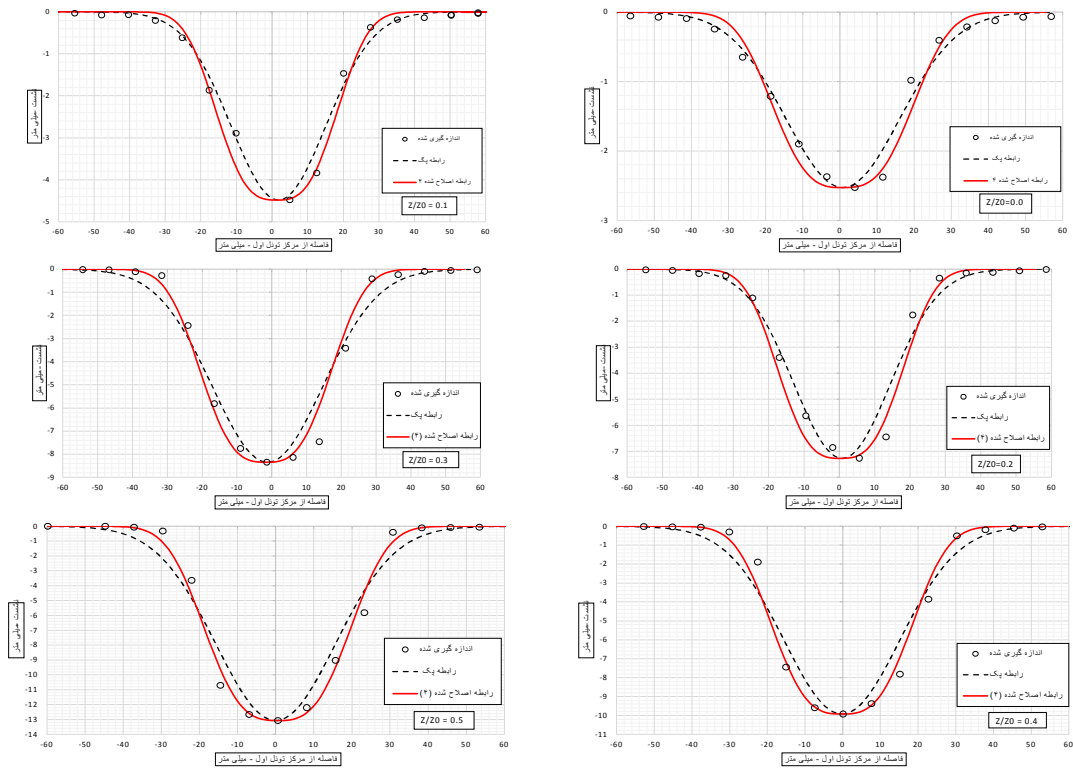 0
-1
-2
-3
-60 -50 -40 -30 -20 -10 0 10 20 30 40 50 60
نشست -میلی متر
اندازه گیری شده
رابطه پک
رابطه اصلاح شده ۴
Z/Z0=0.0
فاصله از مرکز تونل اول - میلی متر
0
-1
-2
-3
-4
-5
-60 -50 -40 -30 -20 -10 0 10 20 30 40 50 60
نشست -میلی متر
اندازه گیری شده
رابطه پک
رابطه اصلاح شده ۴
Z/Z0 = 0.1
فاصله از مرکز تونل اول - میلی متر
0
-1
-2
-3
-4
-5
-6
-7
-8
-60 -50 -40 -30 -20 -10 0 10 20 30 40 50 60
نشست -میلی متر
اندازه گیری شده
رابطه پک
رابطه اصلاح شده (۴)
Z/Z0=0.2
فاصله از مرکز تونل اول - میلی متر
0
-1
-2
-3
-4
-5
-6
-7
-8
-9
-60 -50 -40 -30 -20 -10 0 10 20 30 40 50 60
نشست -میلی متر
اندازه گیری شده
رابطه پک
رابطه اصلاح شده (۴)
Z/Z0 = 0.3
فاصله از مرکز تونل اول - میلی متر
0
-1
-2
-3
-4
-5
-6
-7
-8
-9
-10
-11
-60 -50 -40 -30 -20 -10 0 10 20 30 40 50 60
نشست -میلی متر
اندازه گیری شده
رابطه پک
رابطه اصلاح شده (۴)
Z/Z0 = 0.4
فاصله از مرکز تونل اول - میلی متر
0
-1
-2
-3
-4
-5
-6
-7
-8
-9
-10
-11
-12
-13
-14
-60 -50 -40 -30 -20 -10 0 10 20 30 40 50 60
نشست -میلی متر
اندازه گیری شده
رابطه پک
رابطه اصلاح شده (۴)
Z/Z0 = 0.5
فاصله از مرکز تونل اول - میلی متر